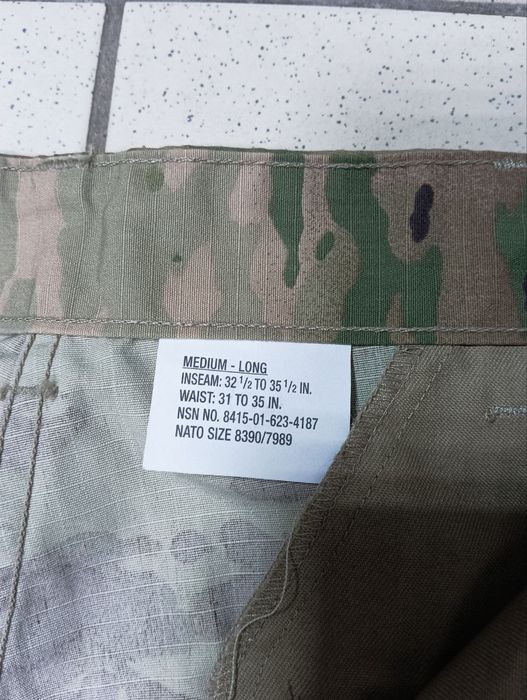 MEDIUM - LONG
INSEAM: 32 1/2 TO 35 1/2 IN.
WAIST: 31 TO 35 IN.
NSN NO. 8415-01-623-4187
NATO SIZE 8390/7989